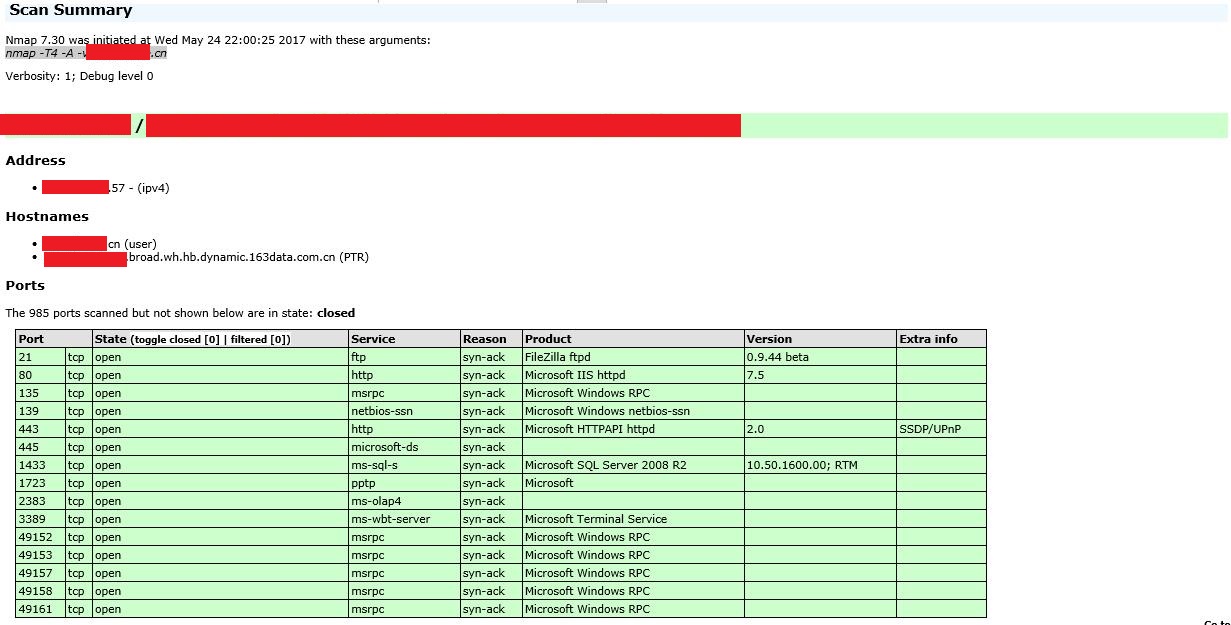 Scan Summary
Nmap 7.30 was initiated at Wed May 24 22:00:25 2017 with these arguments:
nmap -T4 -A -v .cn
Verbosity: 1; Debug level 0
/
Address
• .57 - (ipv4)
Hostnames
• cn (user)
• .broad.wh.hb.dynamic.163data.com.cn (PTR)
Ports
The 985 ports scanned but not shown below are in state: closed
Port State (toggle closed [0] | filtered [0]) Service Reason Product Version Extra info
21 tcp open ftp syn-ack FileZilla ftpd 0.9.44 beta
80 tcp open http syn-ack Microsoft IIS httpd 7.5
135 tcp open msrpc syn-ack Microsoft Windows RPC
139 tcp open netbios-ssn syn-ack Microsoft Windows netbios-ssn
443 tcp open http syn-ack Microsoft HTTPAPI httpd 2.0 SSDP/UPnP
445 tcp open microsoft-ds syn-ack
1433 tcp open ms-sql-s syn-ack Microsoft SQL Server 2008 R2 10.50.1600.00; RTM
1723 tcp open pptp syn-ack Microsoft
2383 tcp open ms-olap4 syn-ack
3389 tcp open ms-wbt-server syn-ack Microsoft Terminal Service
49152 tcp open msrpc syn-ack Microsoft Windows RPC
49153 tcp open msrpc syn-ack Microsoft Windows RPC
49157 tcp open msrpc syn-ack Microsoft Windows RPC
49158 tcp open msrpc syn-ack Microsoft Windows RPC
49161 tcp open msrpc syn-ack Microsoft Windows RPC